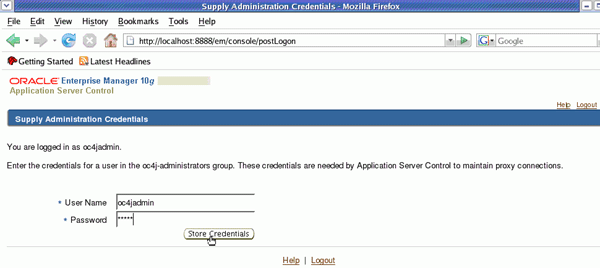 Supply Administration Credentials - Mozilla Firefox
File Edit View History Bookmarks Tools Help
http://localhost:8888/em/console/postLogon
Google
Getting Started Latest Headlines
ORACLE Enterprise Manager 10g
Application Server Control
Help Logout
Supply Administration Credentials
You are logged in as oc4jadmin.
Enter the credentials for a user in the oc4j-administrators group. These credentials are needed by Application Server Control to maintain proxy connections.
* User Name oc4jadmin
* Password *****
Store Credentials
Help | Logout